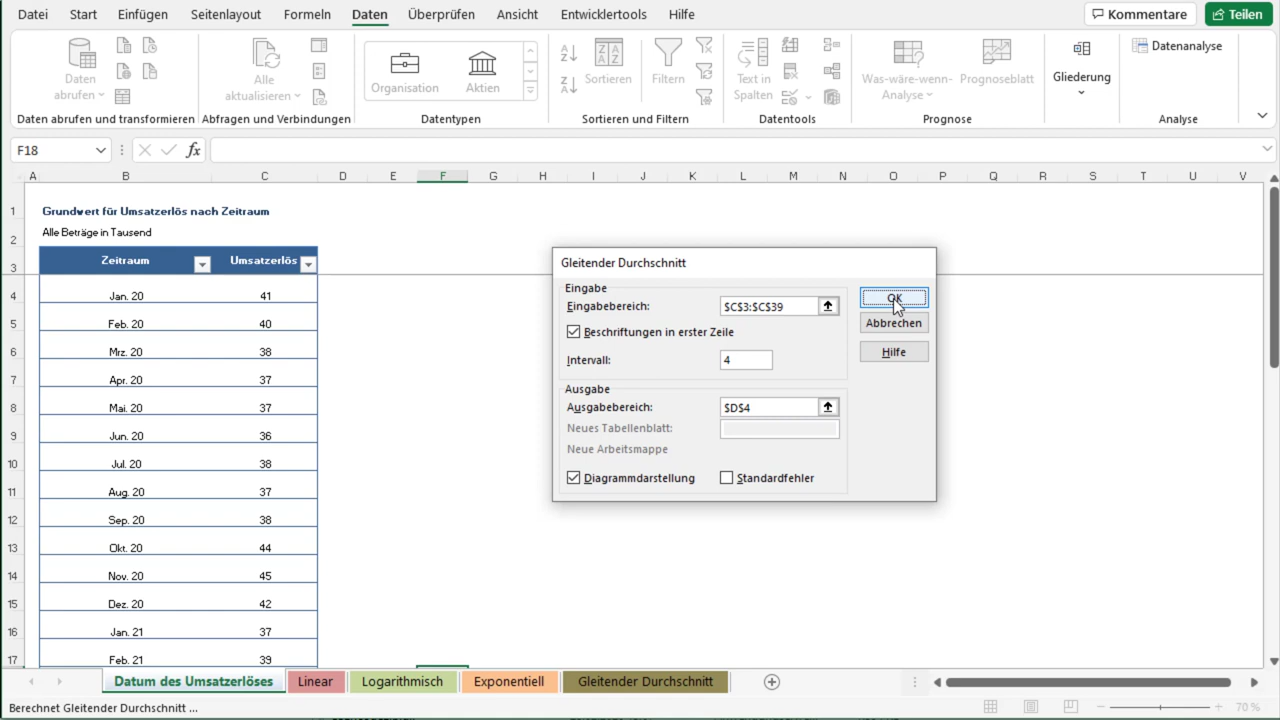 Datei Start Einfügen Seitenlayout Formeln Daten Überprüfen Ansicht Entwicklertools Hilfe Kommentare Teilen
Daten abrufen
Alle aktualisieren
Organisation Aktien
Sortieren Filtern
Text in Spalten
Was-wäre-wenn-Analyse Prognoseblatt
Gliederung
Datenanalyse
Daten abrufen und transformieren Abfragen und Verbindungen Datentypen Sortieren und Filtern Datentools Prognose Analyse
F18 fx
A B C D E F G H I J K L M N O P Q R S T U V
1 Grundwert für Umsatzerlös nach Zeitraum
2 Alle Beträge in Tausend
3 Zeitraum Umsatzerlös
4 Jan. 20 41
5 Feb. 20 40
6 Mrz. 20 38
7 Apr. 20 37
8 Mai. 20 37
9 Jun. 20 36
10 Jul. 20 38
11 Aug. 20 37
12 Sep. 20 38
13 Okt. 20 44
14 Nov. 20 45
15 Dez. 20 42
16 Jan. 21 37
17 Feb. 21 39
Gleitender Durchschnitt
Eingabe
Eingabebereich: $C$3:$C$39
Beschriftungen in erster Zeile
Intervall: 4
Ausgabe
Ausgabebereich: $D$4
Neues Tabellenblatt:
Neue Arbeitsmappe
Diagrammdarstellung Standardfehler
OK
Abbrechen
Hilfe
Datum des Umsatzerlöses Linear Logarithmisch Exponentiell Gleitender Durchschnitt
Berechnet Gleitender Durchschnitt ... 70 %